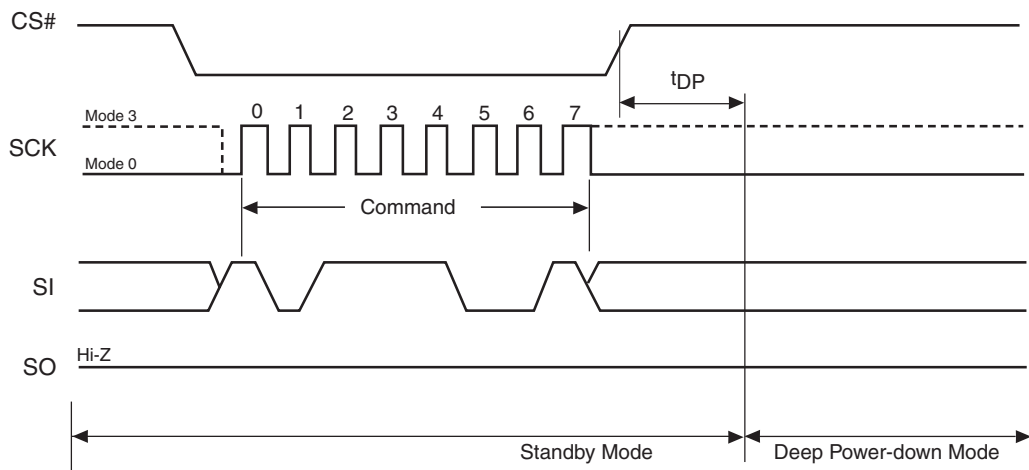 CS#
tDP
Mode 3
0 1 2 3 4 5 6 7
SCK
Mode 0
Command
SI
Hi-Z
SO
Standby Mode
Deep Power-down Mode